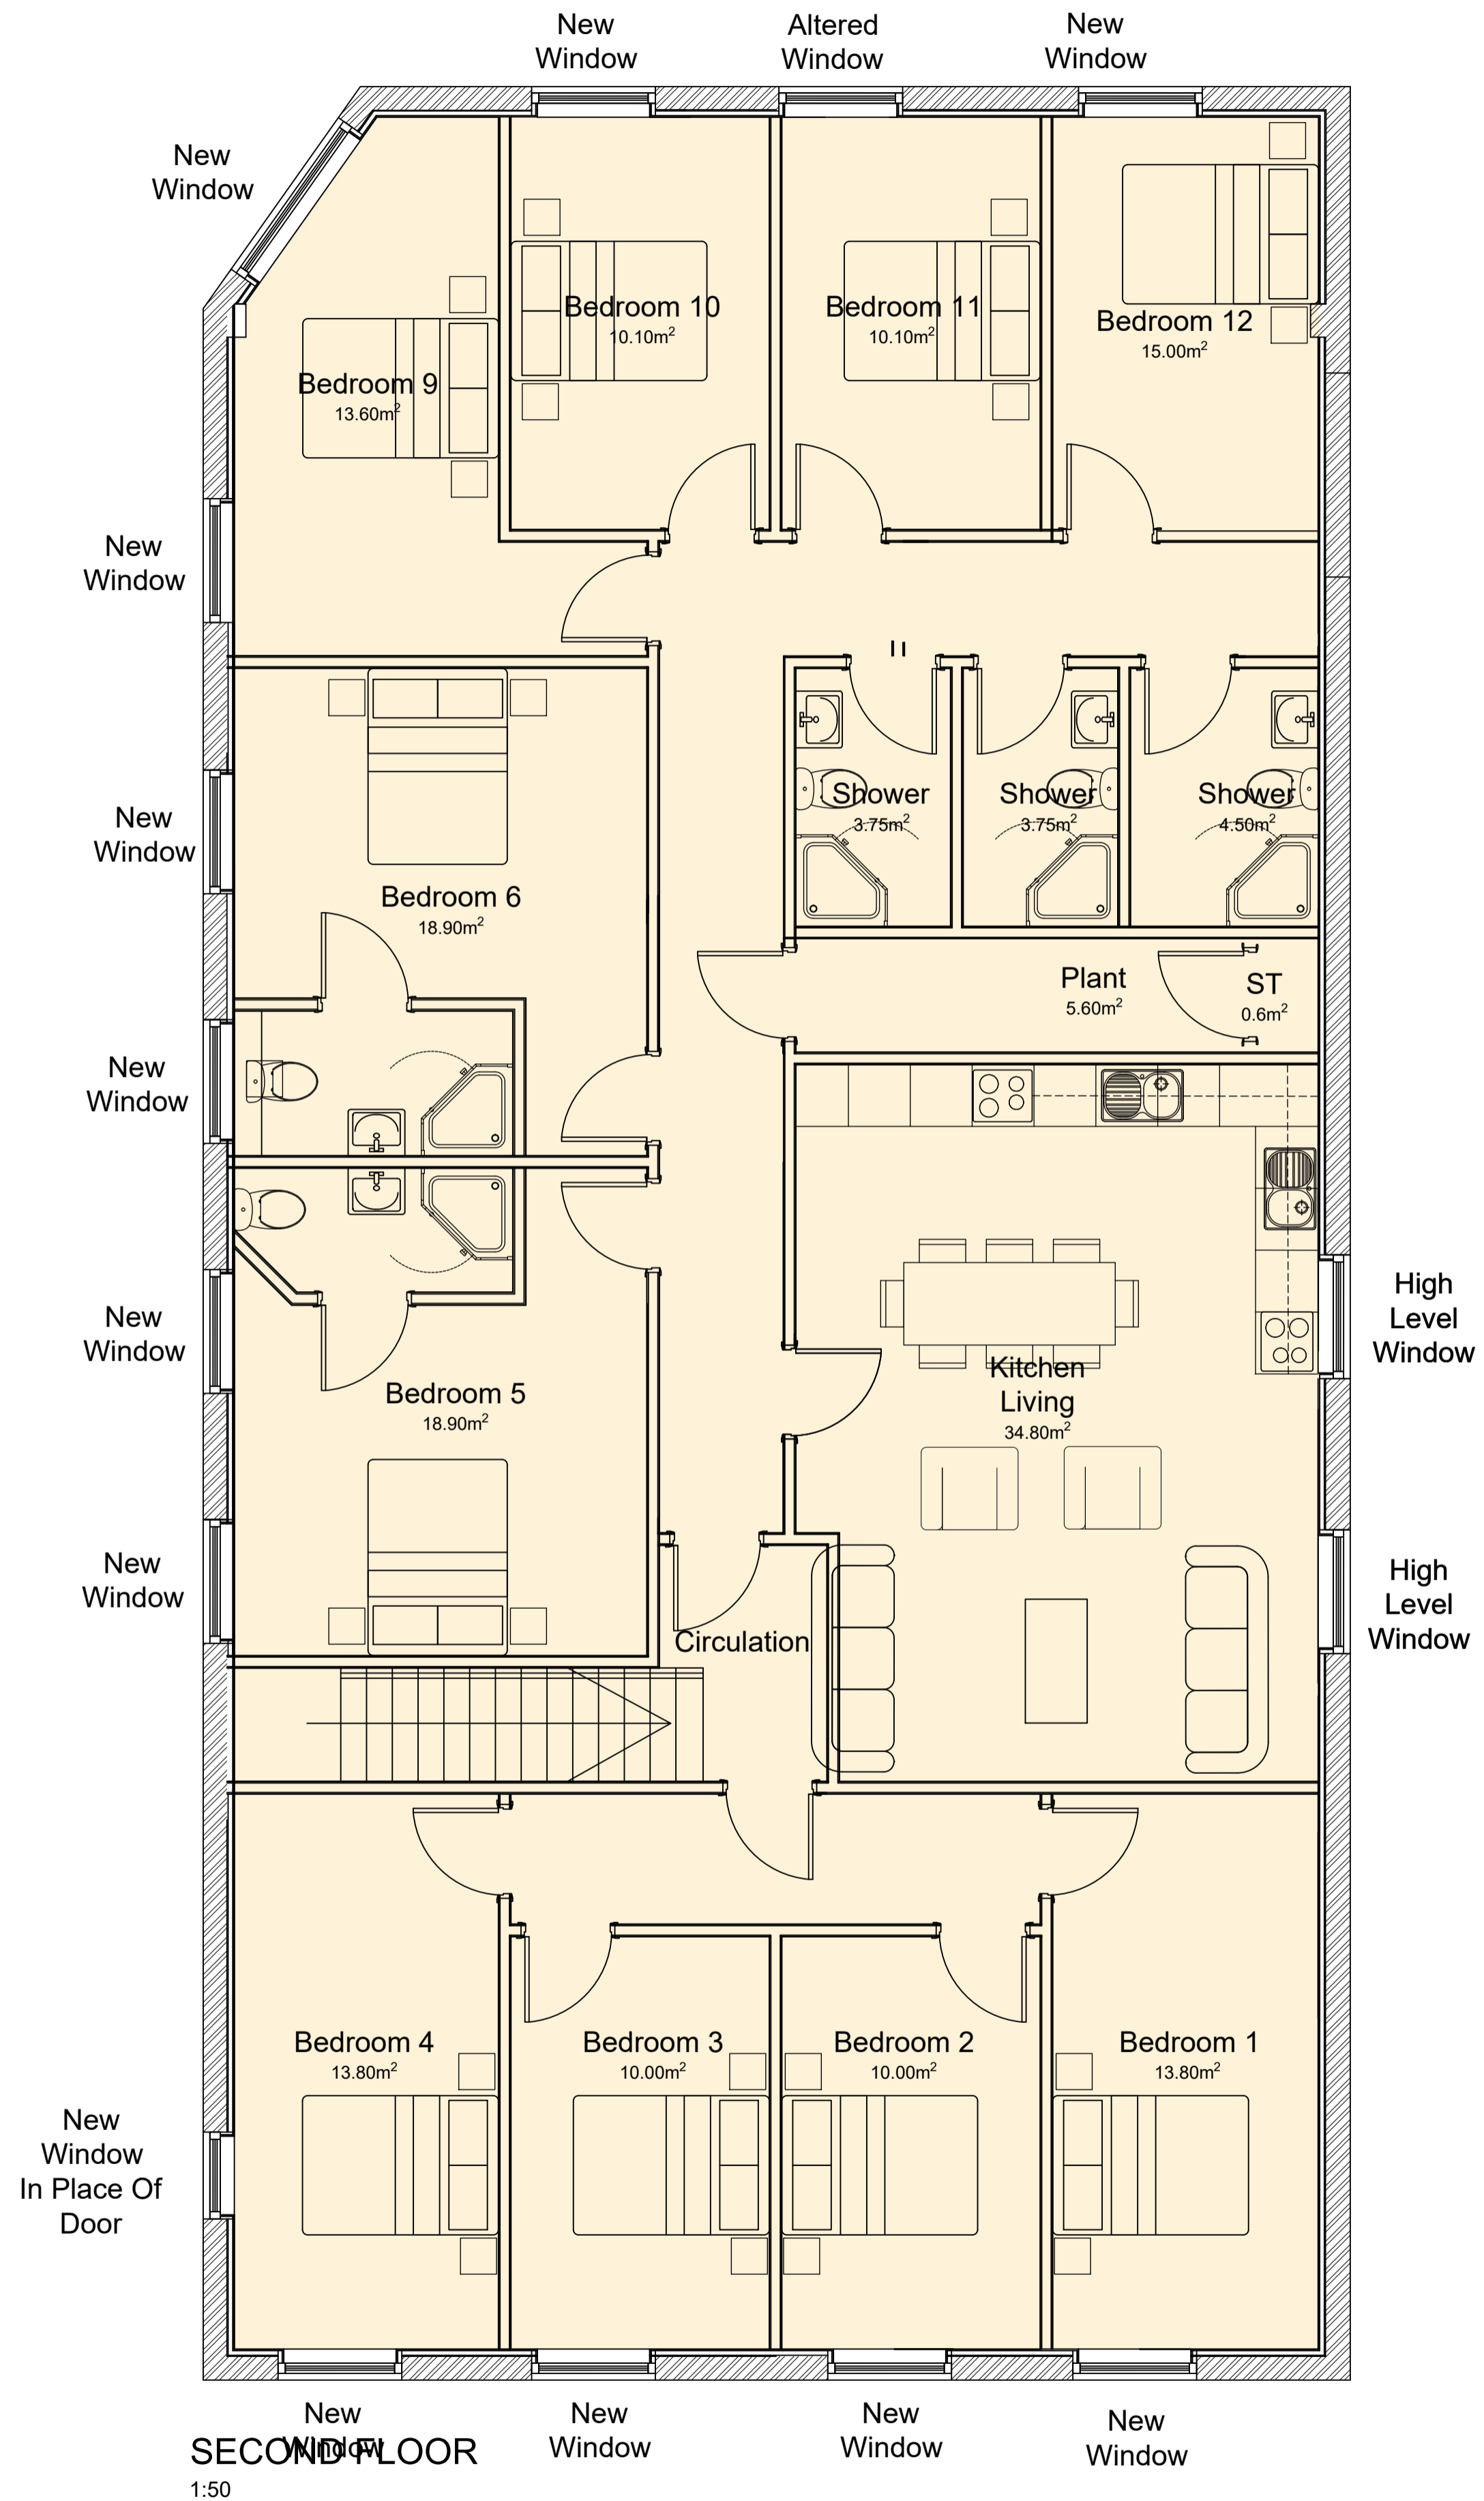 New
Window
Altered
Window
New
Window
New
Window
Bedroom 10
10.10m²
Bedroom 11
10.10m²
Bedroom 12
15.00m²
Bedroom 9
13.60m²
New
Window
New
Window
Shower
3.75m²
Shower
3.75m²
Shower
4.50m²
Bedroom 6
18.90m²
Plant
5.60m²
ST
0.6m²
New
Window
New
Window
High
Level
Window
Kitchen
Living
34.80m²
Bedroom 5
18.90m²
New
Window
High
Level
Window
Circulation
Bedroom 4
13.80m²
Bedroom 3
10.00m²
Bedroom 2
10.00m²
Bedroom 1
13.80m²
New
Window
In Place Of
Door
New
Window
New
Window
New
Window
New
Window
SECOND FLOOR
1:50